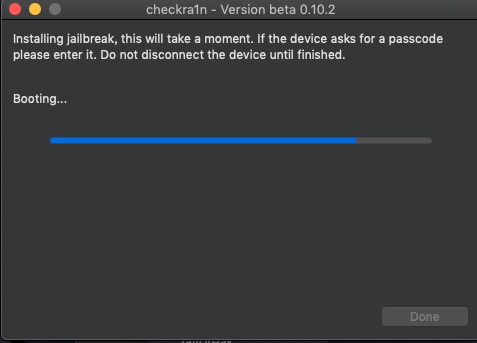 checkra1n - Version beta 0.10.2
Installing jailbreak, this will take a moment. If the device asks for a passcode
please enter it. Do not disconnect the device until finished.
Booting...
Done